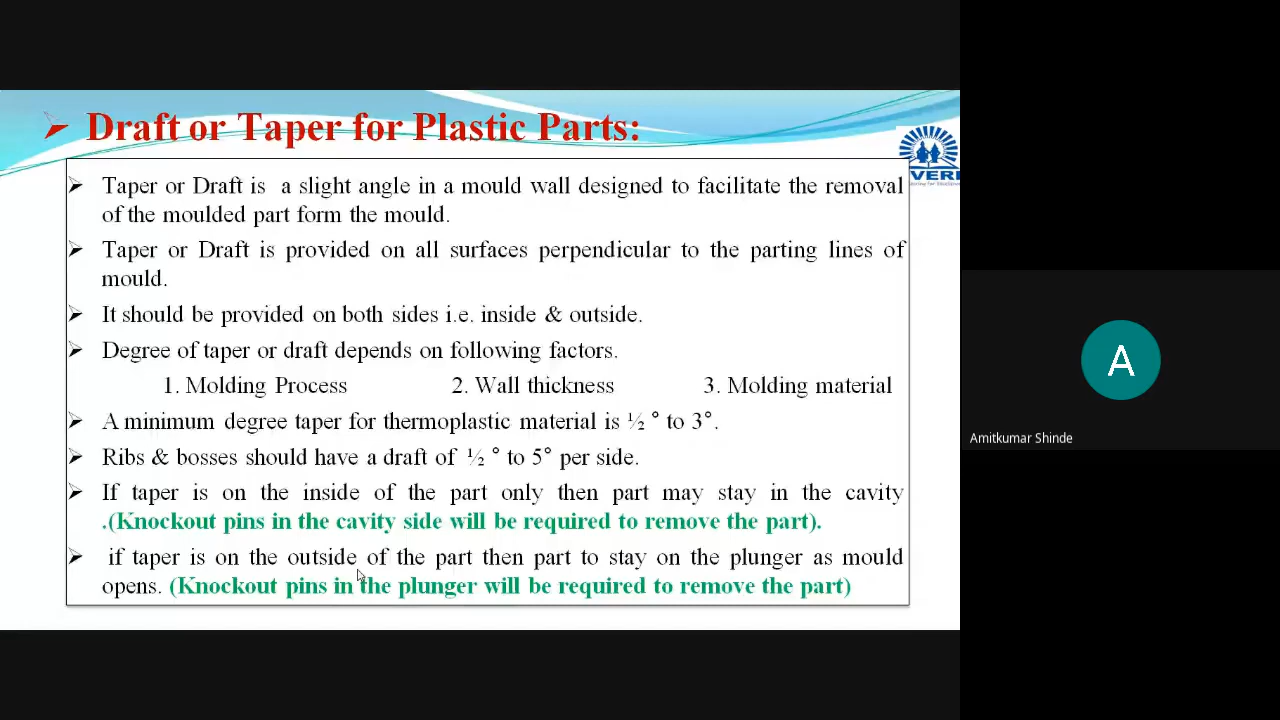 ➢ Draft or Taper for Plastic Parts:
VERI
➢ Taper or Draft is a slight angle in a mould wall designed to facilitate the removal
of the moulded part form the mould.
➢ Taper or Draft is provided on all surfaces perpendicular to the parting lines of
mould.
➢ It should be provided on both sides i.e. inside & outside.
➢ Degree of taper or draft depends on following factors.
1. Molding Process 2. Wall thickness 3. Molding material
➢ A minimum degree taper for thermoplastic material is ½ ° to 3°.
➢ Ribs & bosses should have a draft of ½ ° to 5° per side.
➢ If taper is on the inside of the part only then part may stay in the cavity
.(Knockout pins in the cavity side will be required to remove the part).
➢ if taper is on the outside of the part then part to stay on the plunger as mould
opens. (Knockout pins in the plunger will be required to remove the part)
A
Amitkumar Shinde